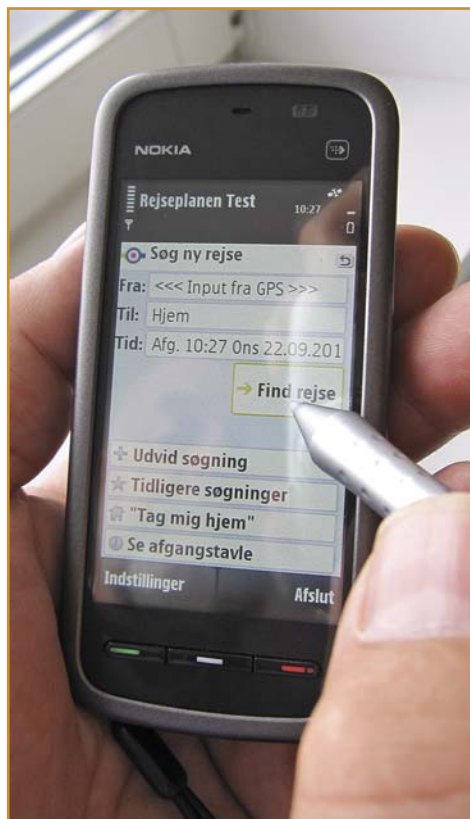 NOKIA
Rejseplanen Test
10:27
Søg ny rejse
Fra: <<< Input fra GPS >>>
Til: Hjem
Tid: Afg. 10:27 Ons 22.09.201
Find rejse
Udvid søgning
Tidligere søgninger
"Tag mig hjem"
Se afgangstavle
Indstillinger Afslut